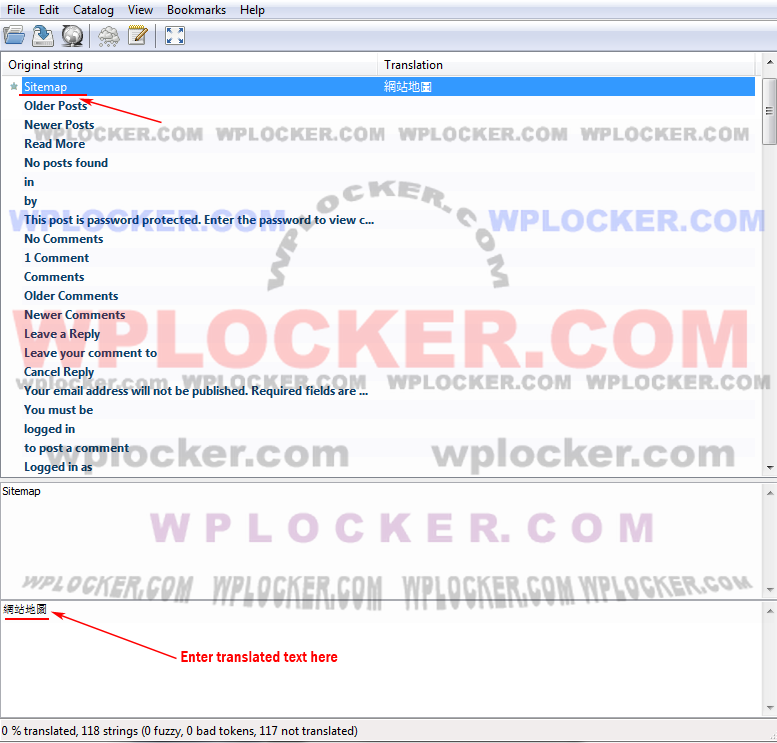 File Edit Catalog View Bookmarks Help
Original string Translation
Sitemap 網站地圖
Older Posts
Newer Posts
WPLOCKER.COM WPLOCKER.COM WPLOCKER.COM WPLOCKER.COM
Read More
No posts found
in
by
WPLOCKER.COM
This post is password protected. Enter the password to view c...
WPLOCKER.COM WPLOCKER.COM
No Comments
1 Comment
Comments
Older Comments
Newer Comments
Leave a Reply
WPLOCKER.COM
Leave your comment to
Cancel Reply
wplocker.com WPLOCKER.COM WPLOCKER.COM WPLOCKER.COM
Your email address will not be published. Required fields are ...
You must be
logged in
to post a comment
wplocker.com wplocker.com
Logged in as
Sitemap
WPLOCKER.COM
WPLOCKER.COM WPLOCKER.COM WPLOCKER.COM WPLOCKER.COM
網站地圖
Enter translated text here
0 % translated, 118 strings (0 fuzzy, 0 bad tokens, 117 not translated)